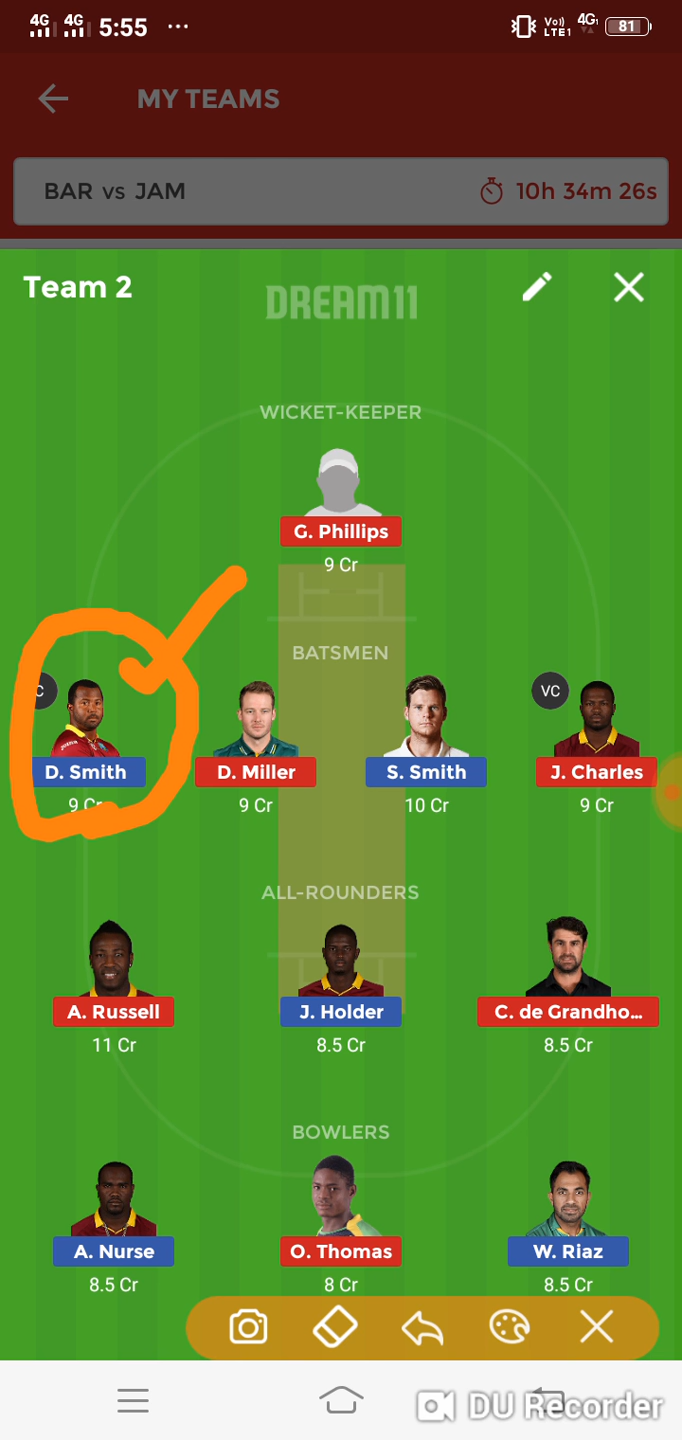 4G 4G 5:55 ... Vo) LTE1 4G 81
MY TEAMS
BAR vs JAM 10h 34m 26s
Team 2 DREAM11
WICKET-KEEPER
G. Phillips
9 Cr
BATSMEN
C VC
D. Smith D. Miller S. Smith J. Charles
9 Cr 9 Cr 10 Cr 9 Cr
ALL-ROUNDERS
A. Russell J. Holder C. de Grandho...
11 Cr 8.5 Cr 8.5 Cr
BOWLERS
A. Nurse O. Thomas W. Riaz
8.5 Cr 8 Cr 8.5 Cr
DU Recorder